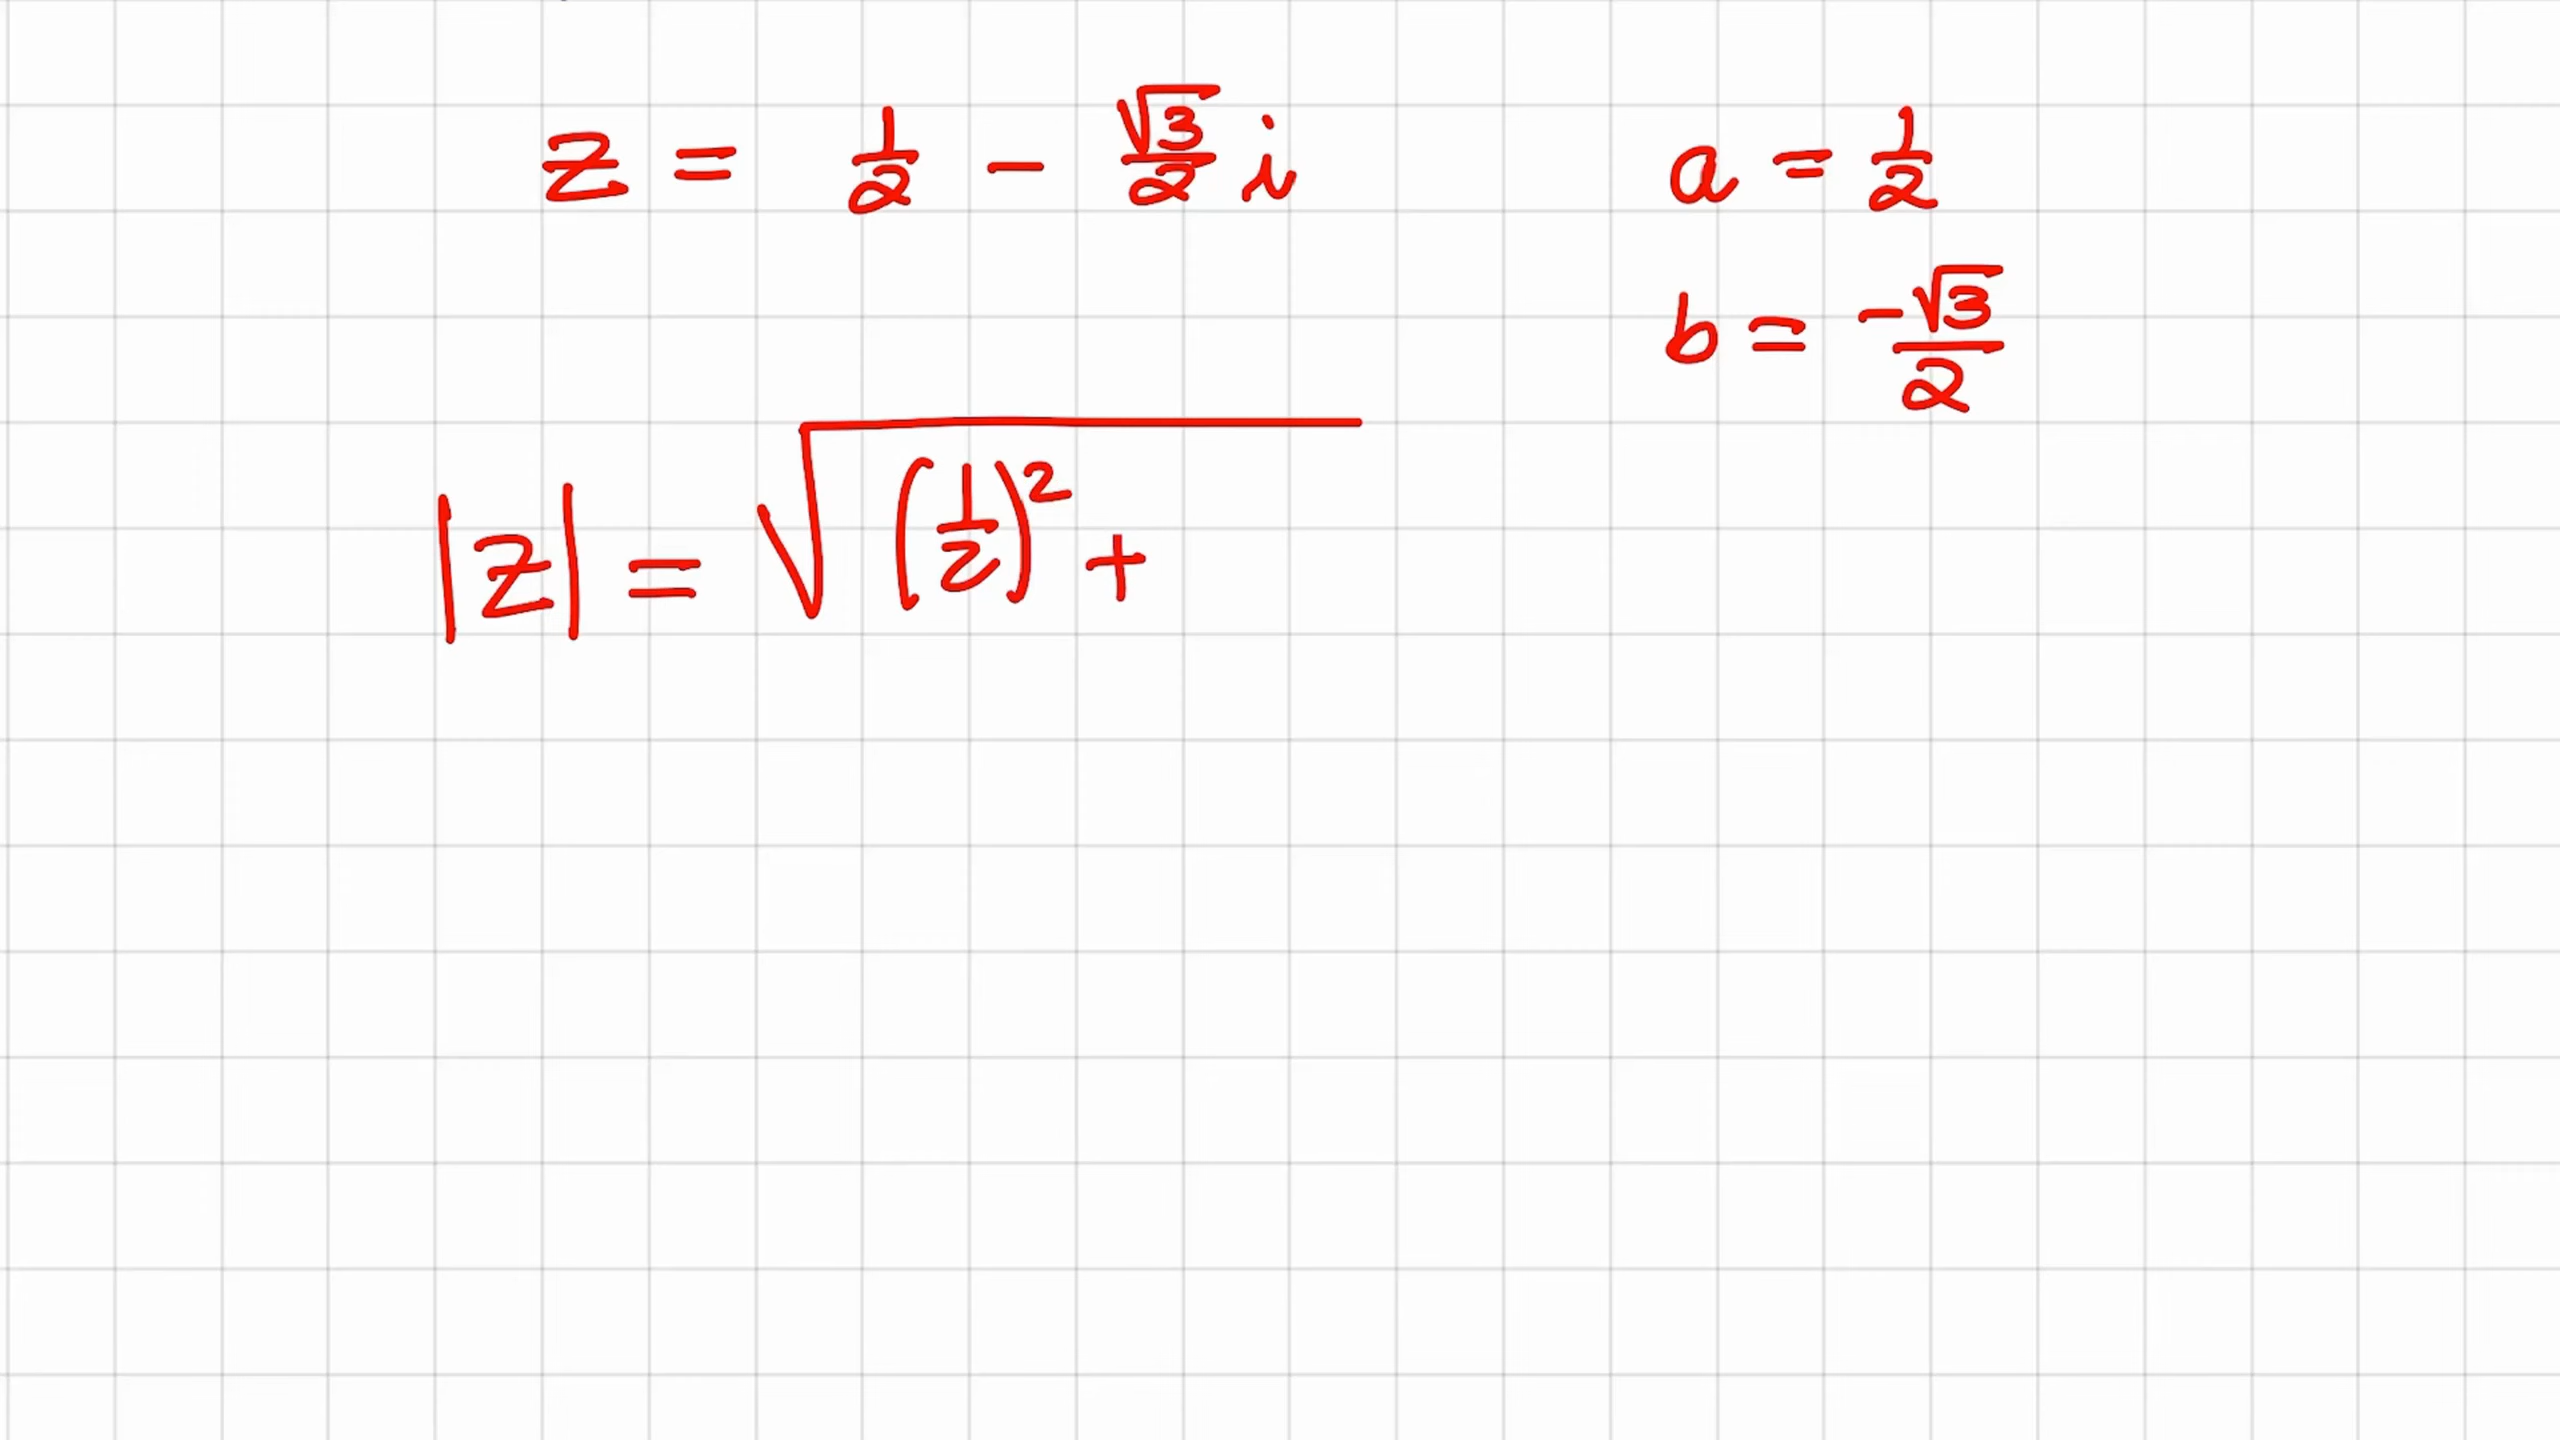 z = 1/2 - √3/2 i
a = 1/2
b = -√3/2
|z| = √((1/2)² +